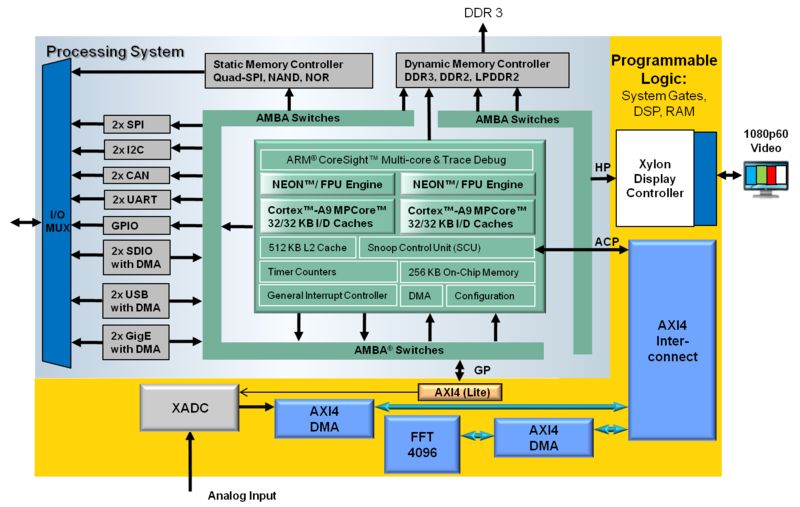 DDR 3
Processing System
Static Memory Controller
Quad-SPI, NAND, NOR
Dynamic Memory Controller
DDR3, DDR2, LPDDR2
Programmable
Logic:
System Gates,
DSP, RAM
AMBA Switches
AMBA Switches
2x SPI
2x I2C
2x CAN
2x UART
GPIO
2x SDIO
with DMA
2x USB
with DMA
2x GigE
with DMA
I/O
MUX
ARM® CoreSight™ Multi-core & Trace Debug
NEON™/ FPU Engine
NEON™/ FPU Engine
Cortex™-A9 MPCore™
32/32 KB I/D Caches
Cortex™-A9 MPCore™
32/32 KB I/D Caches
512 KB L2 Cache
Snoop Control Unit (SCU)
Timer Counters
256 KB On-Chip Memory
General Interrupt Controller
DMA
Configuration
AMBA® Switches
HP
Xylon
Display
Controller
1080p60
Video
ACP
AXI4
Inter-
connect
GP
AXI4 (Lite)
XADC
AXI4
DMA
FFT
4096
AXI4
DMA
Analog Input